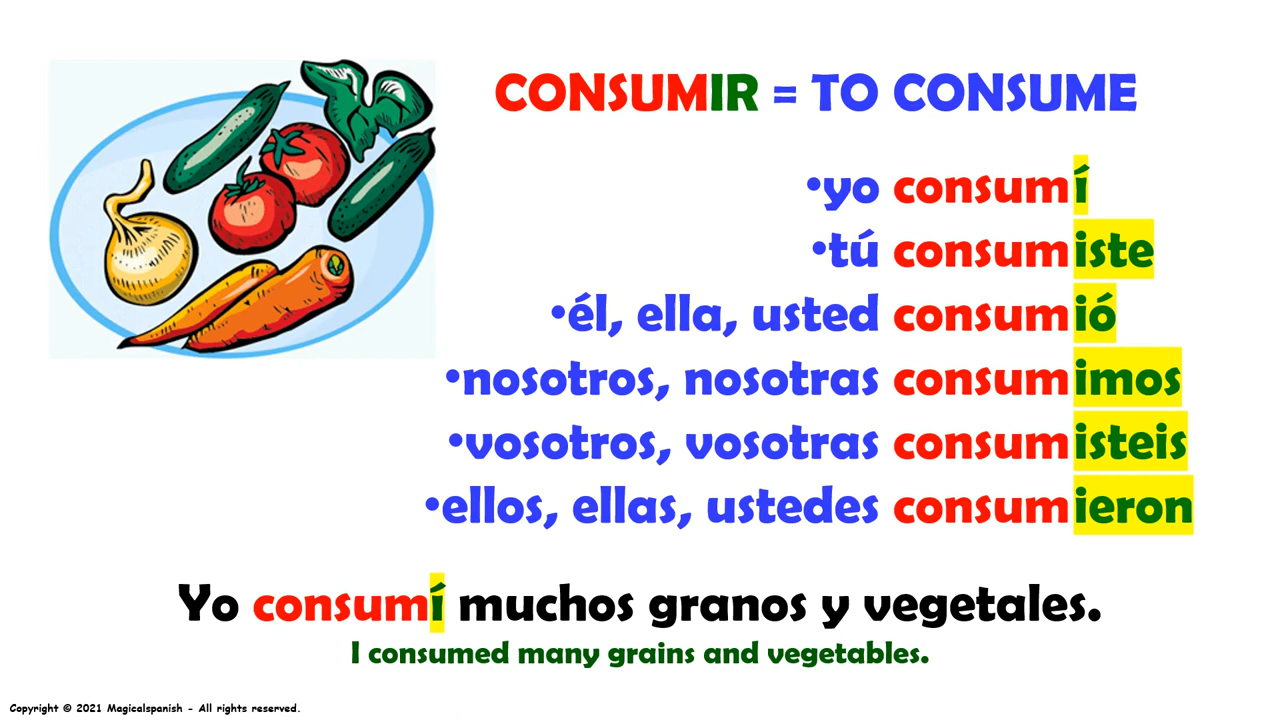 CONSUMIR = TO CONSUME
•yo consumí
•tú consumiste
•él, ella, usted consumió
•nosotros, nosotras consumimos
•vosotros, vosotras consumisteis
•ellos, ellas, ustedes consumieron
Yo consumí muchos granos y vegetales.
I consumed many grains and vegetables.
Copyright © 2021 Magicalspanish - All rights reserved.